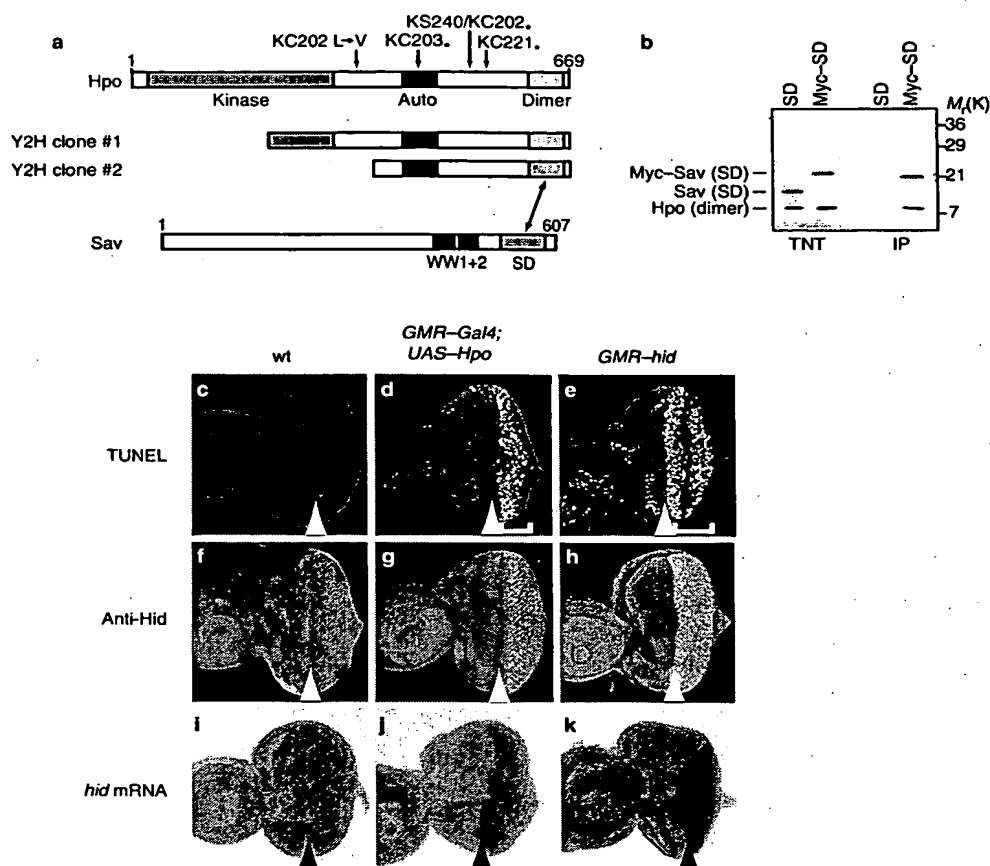 a
KS240/KC202.
KC202 L→V
KC203.
KC221.
1
669
Hpo
Kinase
Auto
Dimer
Y2H clone #1
Y2H clone #2
1
607
Sav
WW1+2
SD
b
SD
Myc–SD
SD
Myc–SD
Mr(K)
36
29
Myc–Sav (SD)
21
Sav (SD)
Hpo (dimer)
7
TNT
IP
wt
GMR–Gal4;
UAS–Hpo
GMR–hid
TUNEL
c
d
e
Anti-Hid
f
g
h
hid mRNA
i
j
k